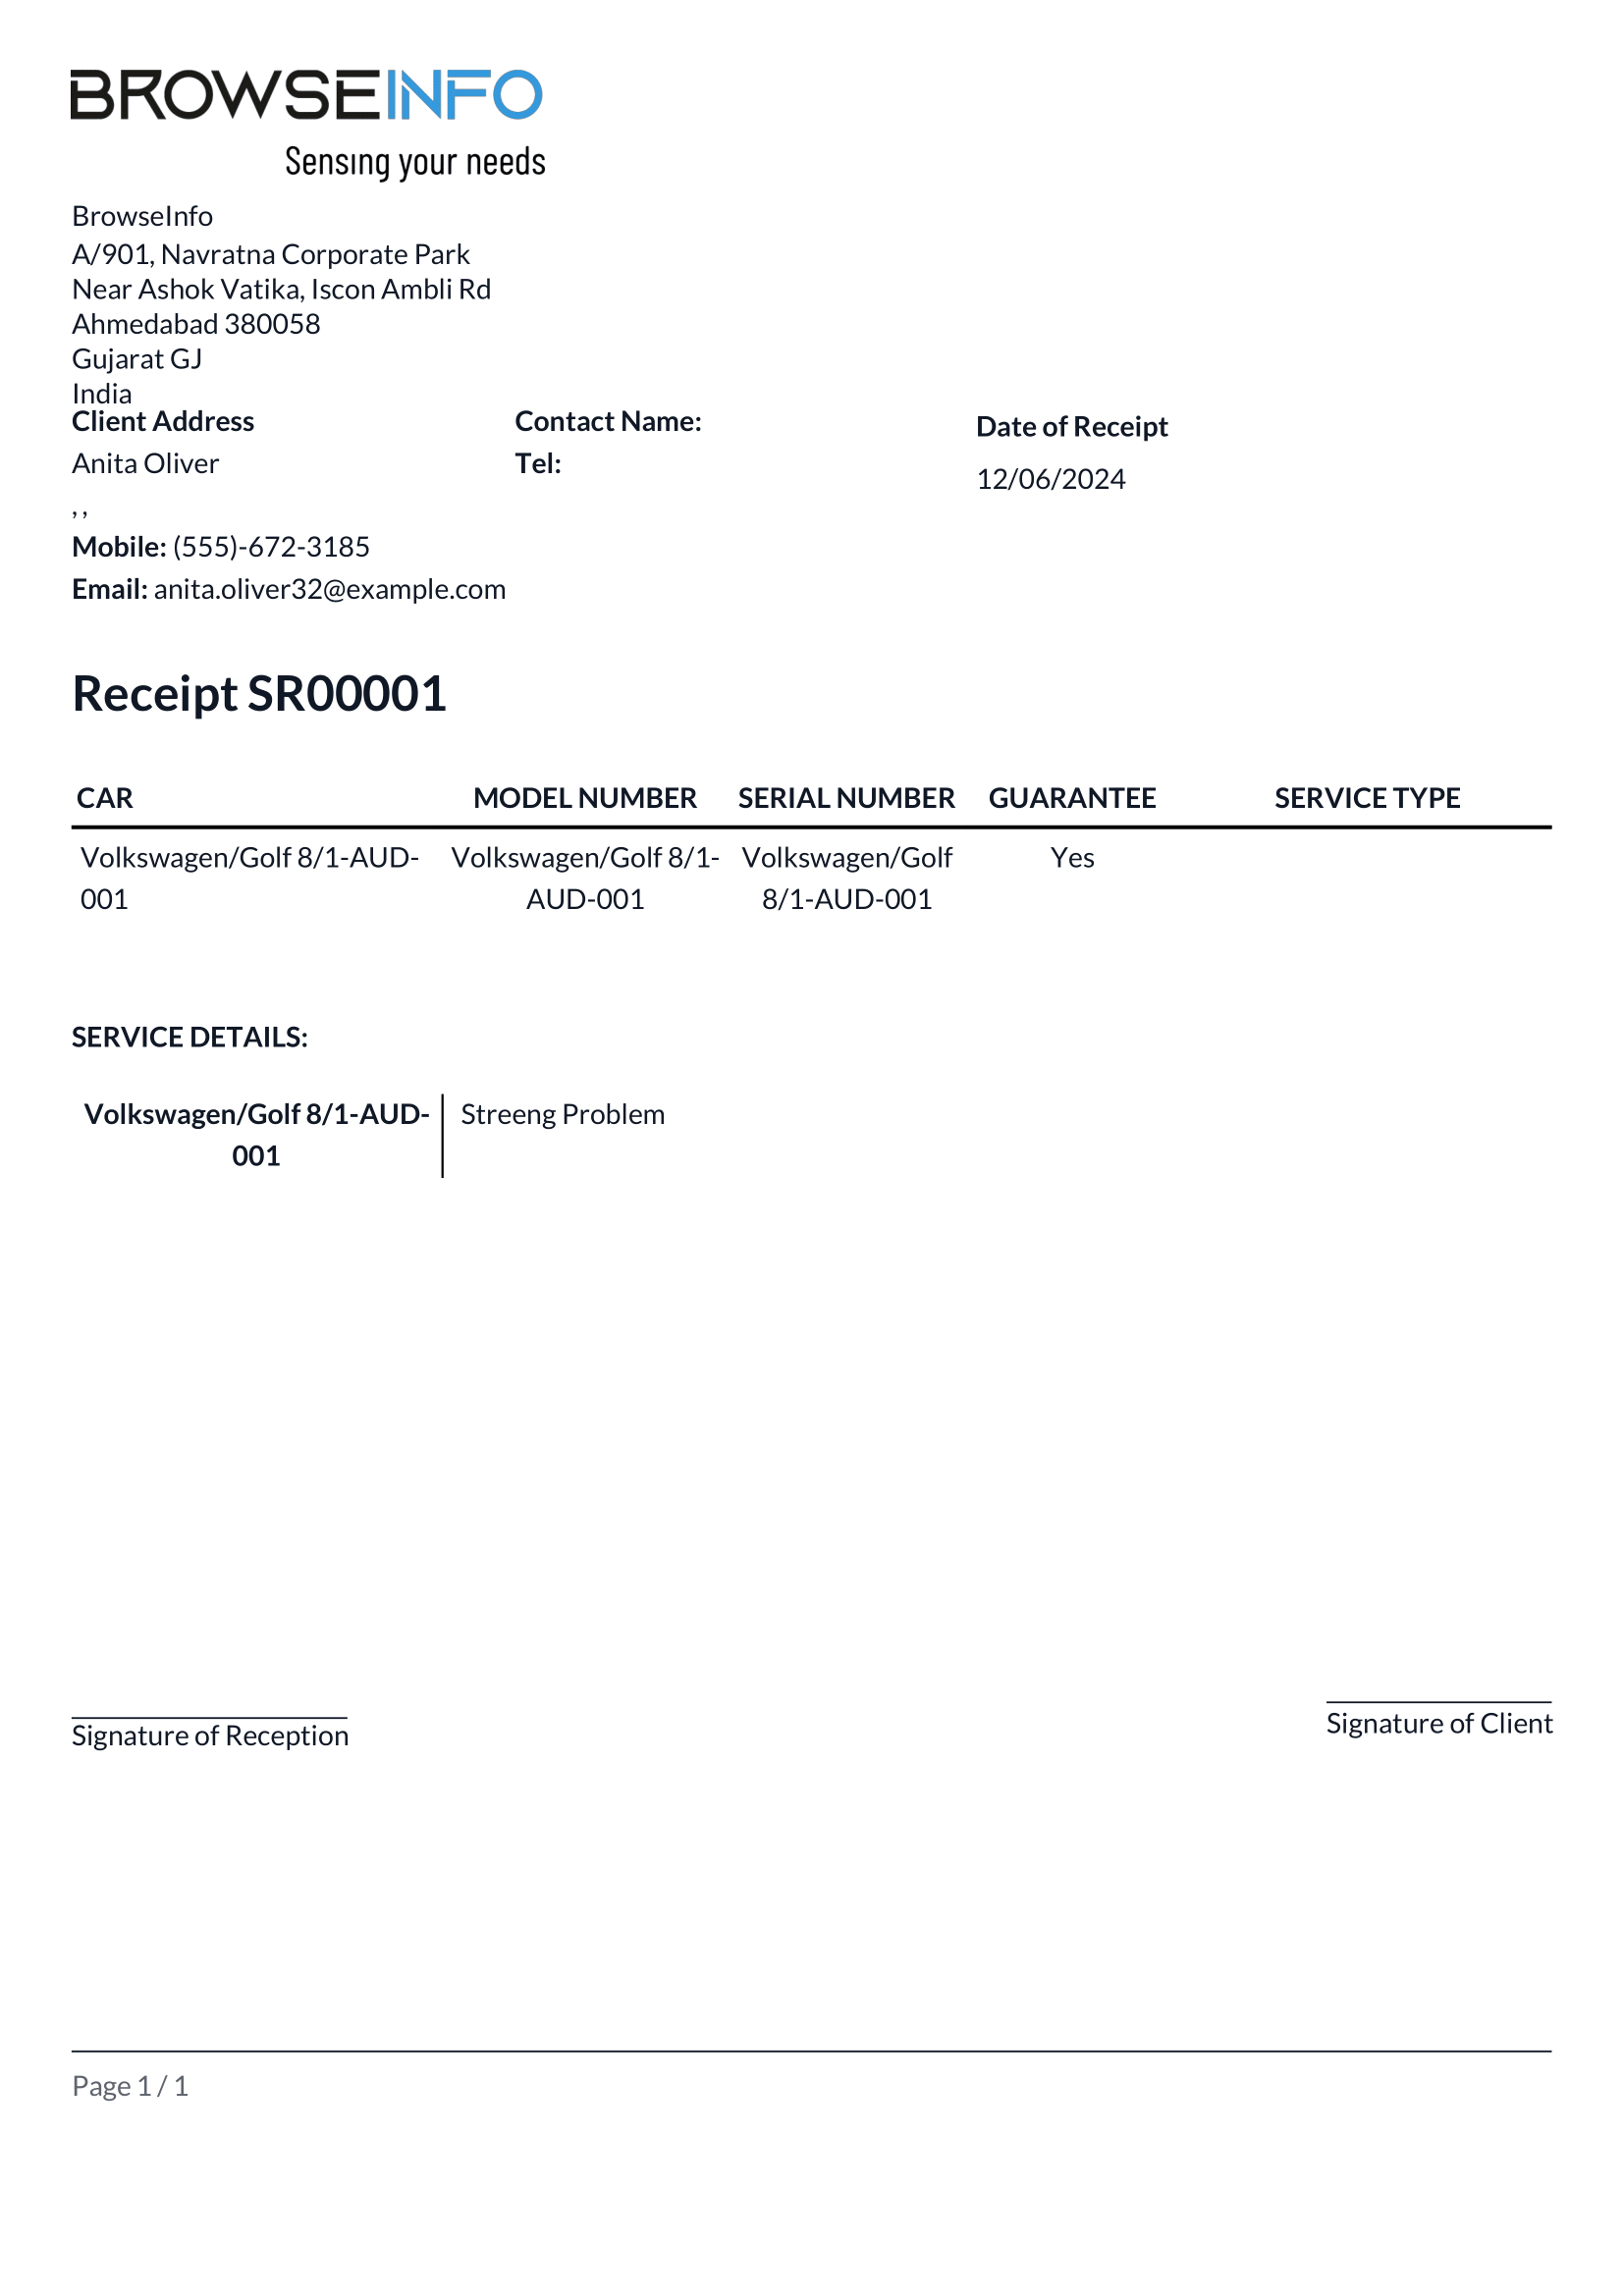 BROWSEINFO
Sensing your needs
BrowseInfo
A/901, Navratna Corporate Park
Near Ashok Vatika, Iscon Ambli Rd
Ahmedabad 380058
Gujarat GJ
India
Client Address
Anita Oliver
, ,
Mobile: (555)-672-3185
Email: anita.oliver32@example.com
Contact Name:
Tel:
Date of Receipt
12/06/2024
Receipt SR00001
CAR MODEL NUMBER SERIAL NUMBER GUARANTEE SERVICE TYPE
Volkswagen/Golf 8/1-AUD- Volkswagen/Golf 8/1- Volkswagen/Golf Yes
001 AUD-001 8/1-AUD-001
SERVICE DETAILS:
Volkswagen/Golf 8/1-AUD- Streeng Problem
001
Signature of Reception
Signature of Client
Page 1 / 1